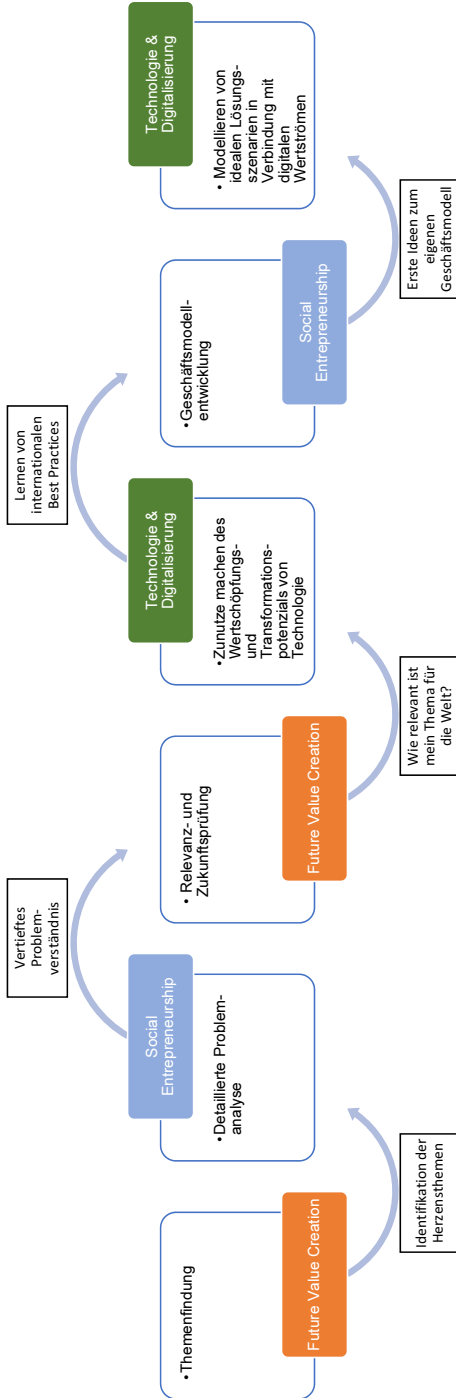 • Themenfindung
Future Value Creation
Identifikation der
Herzensthemen
Social
Entrepreneurship
• Detaillierte Problem-
analyse
Vertieftes
Problem-
verständnis
• Relevanz- und
Zukunftsprüfung
Future Value Creation
Wie relevant ist
mein Thema für
die Welt?
Technologie &
Digitalisierung
• Zunutze machen des
Wertschöpfungs-
und
Transformations-
potenzials von
Technologie
Lernen von
internationalen
Best Practices
• Geschäftsmodell-
entwicklung
Social
Entrepreneurship
Erste Ideen zum
eigenen
Geschäftsmodell
Technologie &
Digitalisierung
• Modellieren von
idealen Lösungs-
szenarien in
Verbindung mit
digitalen
Wertströmen